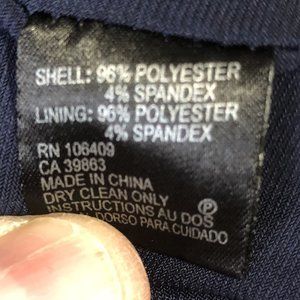 SHELL: 96% POLYESTER
4% SPANDEX
LINING: 96% POLYESTER
4% SPANDEX
RN 106409
CA 39863
MADE IN CHINA
DRY CLEAN ONLY
INSTRUCTIONS AU DOS
DORSO PARA CUIDADO
P